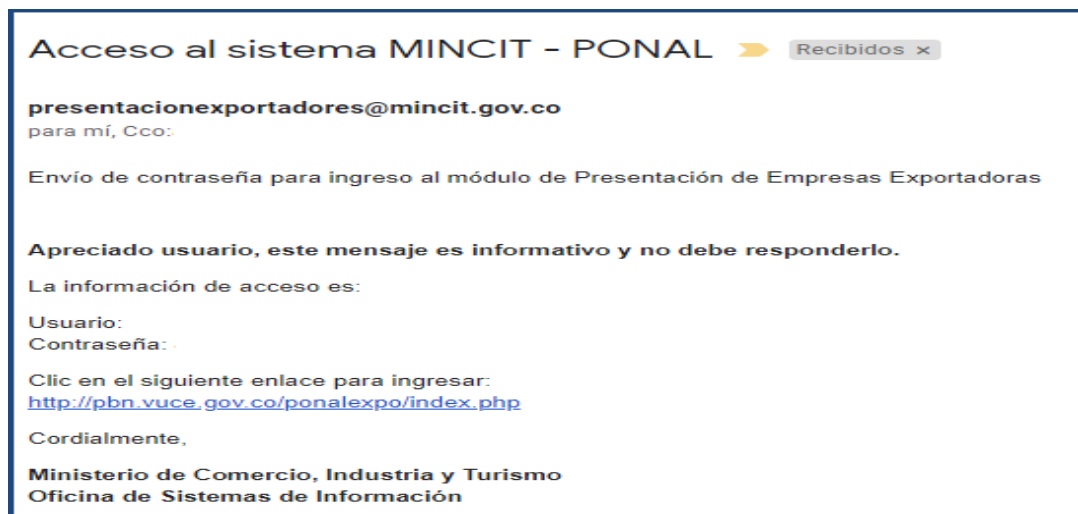 Acceso al sistema MINCIT - PONAL Recibidos x
presentacionexportadores@mincit.gov.co
para mí, Cco:
Envío de contraseña para ingreso al módulo de Presentación de Empresas Exportadoras
Apreciado usuario, este mensaje es informativo y no debe responderlo.
La información de acceso es:
Usuario:
Contraseña:
Clic en el siguiente enlace para ingresar:
http://pbn.vuce.gov.co/ponalexpo/index.php
Cordialmente,
Ministerio de Comercio, Industria y Turismo
Oficina de Sistemas de Información